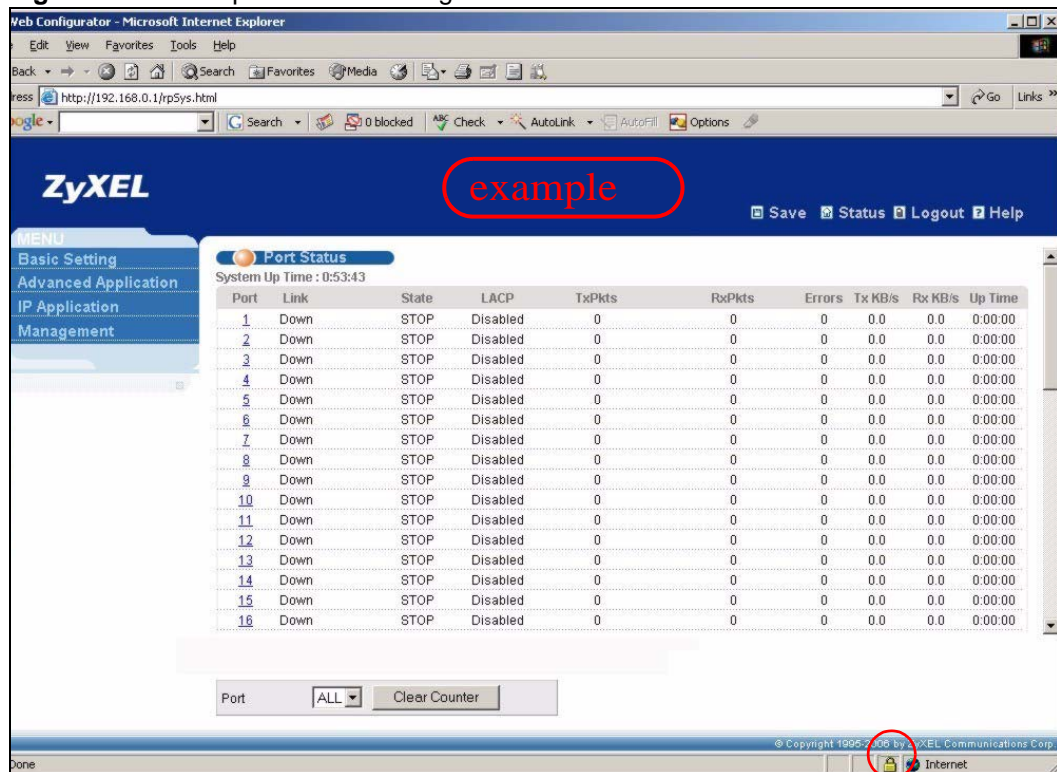 Web Configurator - Microsoft Internet Explorer
Edit View Favorites Tools Help
Back Search Favorites Media
http://192.168.0.1/rpSys.html Go Links »
Search 0 blocked ABC Check AutoLink AutoFill Options
ZyXEL
example
Save Status Logout Help
MENU
Basic Setting
Advanced Application
IP Application
Management
Port Status
System Up Time : 0:53:43
Port Link State LACP TxPkts RxPkts Errors Tx KB/s Rx KB/s Up Time
1 Down STOP Disabled 0 0 0 0.0 0.0 0:00:00
2 Down STOP Disabled 0 0 0 0.0 0.0 0:00:00
3 Down STOP Disabled 0 0 0 0.0 0.0 0:00:00
4 Down STOP Disabled 0 0 0 0.0 0.0 0:00:00
5 Down STOP Disabled 0 0 0 0.0 0.0 0:00:00
6 Down STOP Disabled 0 0 0 0.0 0.0 0:00:00
7 Down STOP Disabled 0 0 0 0.0 0.0 0:00:00
8 Down STOP Disabled 0 0 0 0.0 0.0 0:00:00
9 Down STOP Disabled 0 0 0 0.0 0.0 0:00:00
10 Down STOP Disabled 0 0 0 0.0 0.0 0:00:00
11 Down STOP Disabled 0 0 0 0.0 0.0 0:00:00
12 Down STOP Disabled 0 0 0 0.0 0.0 0:00:00
13 Down STOP Disabled 0 0 0 0.0 0.0 0:00:00
14 Down STOP Disabled 0 0 0 0.0 0.0 0:00:00
15 Down STOP Disabled 0 0 0 0.0 0.0 0:00:00
16 Down STOP Disabled 0 0 0 0.0 0.0 0:00:00
Port ALL Clear Counter
© Copyright 1995-2006 by ZyXEL Communications Corp.
Done Internet